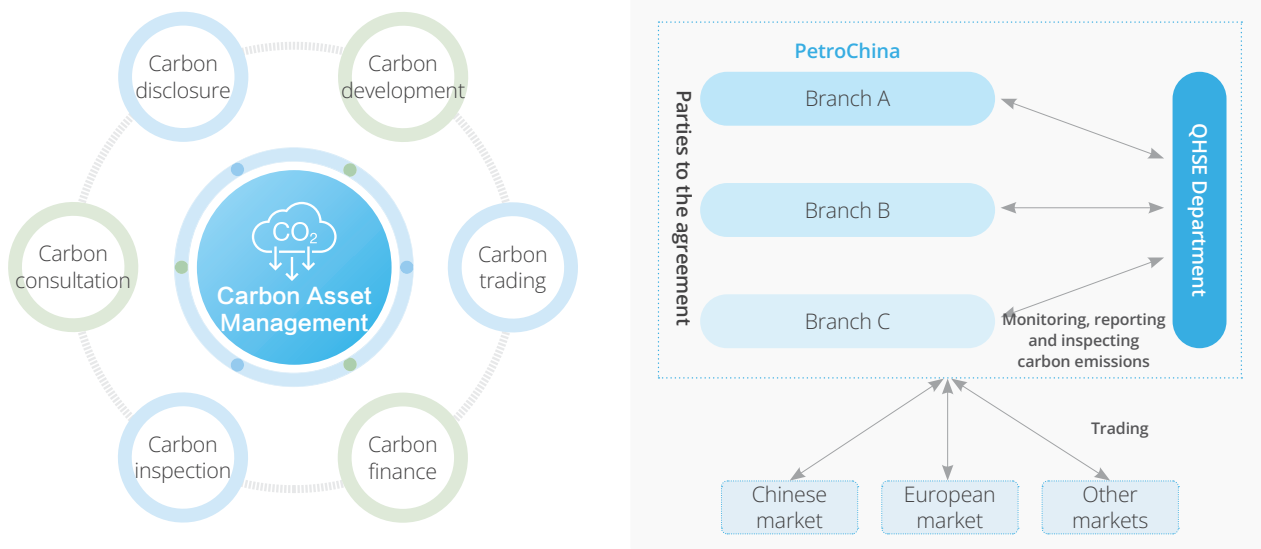 Carbon
disclosure
Carbon
development
Carbon
consultation
CO₂
Carbon Asset
Management
Carbon
trading
Carbon
inspection
Carbon
finance
PetroChina
Parties to the agreement
Branch A
Branch B
Branch C
QHSE Department
Monitoring, reporting
and inspecting
carbon emissions
Trading
Chinese
market
European
market
Other
markets